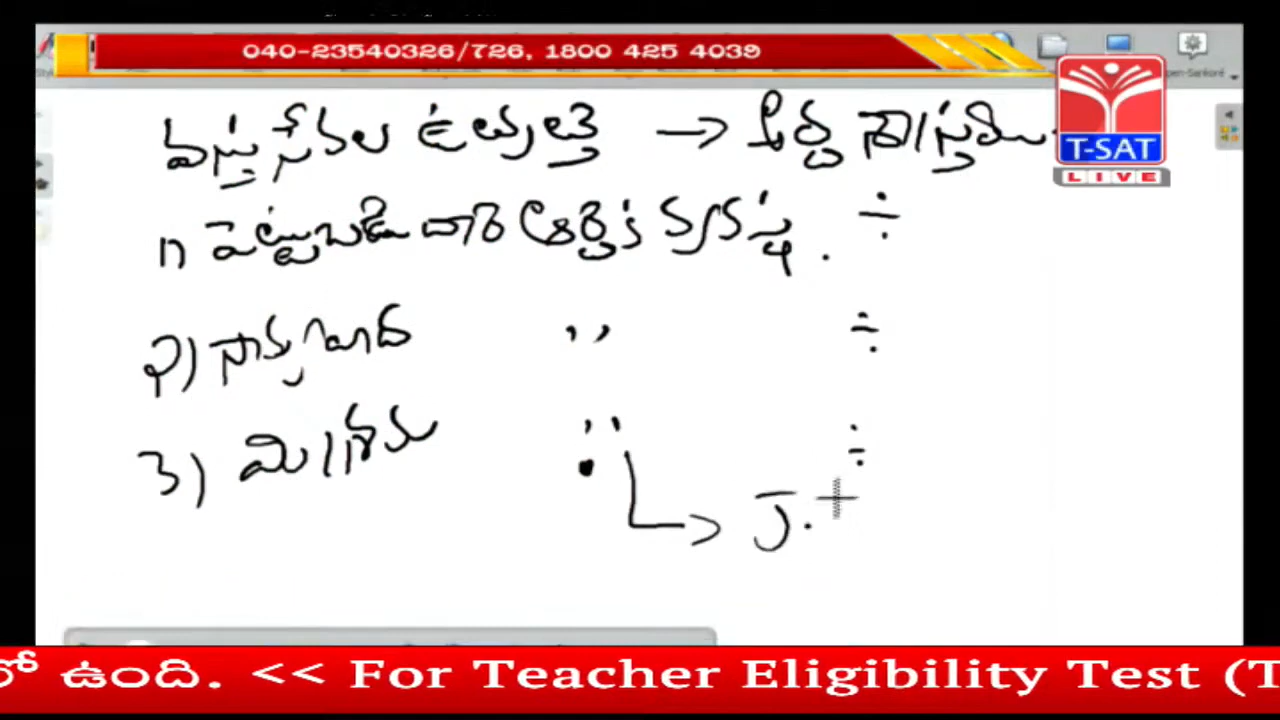 040-23540326/726, 1800 425 4039
T-SAT
LIVE
వస్తు సేవల ఉత్పత్తి → అర్థ శాస్త్రము
1) పెట్టుబడి దారి ఆర్థిక వ్యవస్థ . ÷
2) సామ్యవాద ,, ÷
3) మిశ్రమ ,, ÷
→ J.
లో ఉంది. << For Teacher Eligibility Test (T